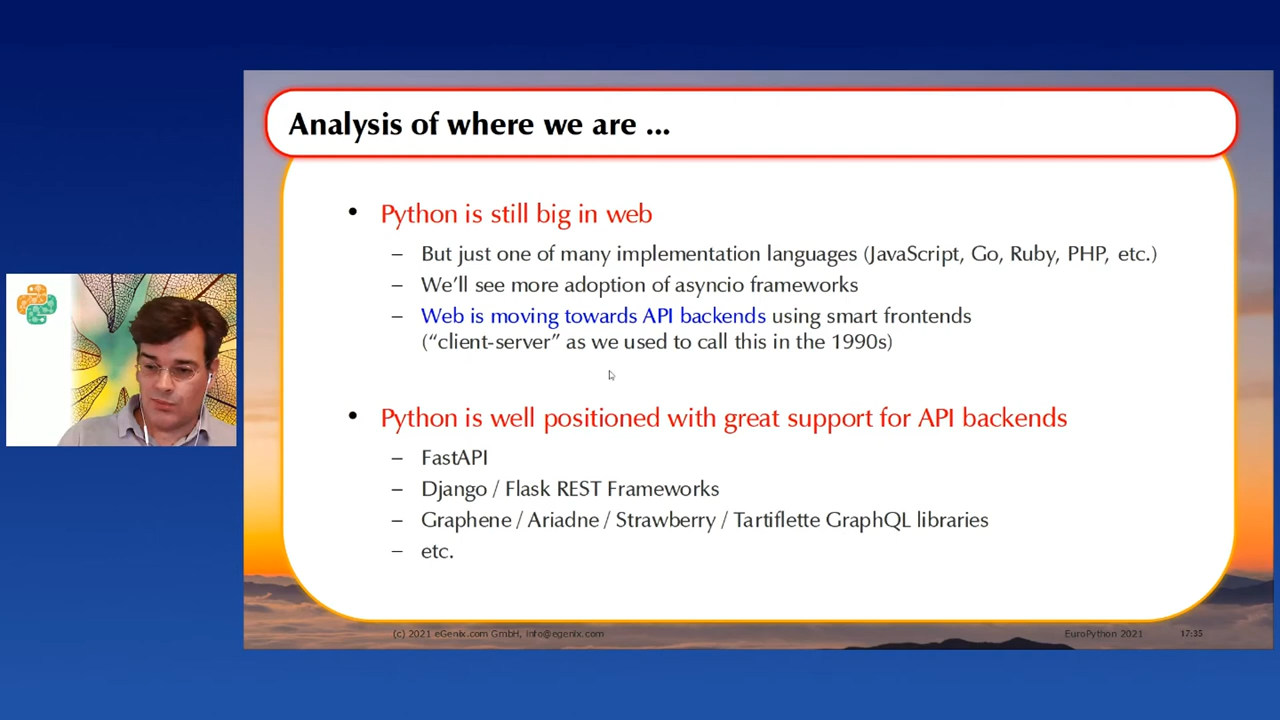 Analysis of where we are ...
• Python is still big in web
– But just one of many implementation languages (JavaScript, Go, Ruby, PHP, etc.)
– We'll see more adoption of asyncio frameworks
– Web is moving towards API backends using smart frontends
(“client-server” as we used to call this in the 1990s)
• Python is well positioned with great support for API backends
– FastAPI
– Django / Flask REST Frameworks
– Graphene / Ariadne / Strawberry / Tartiflette GraphQL libraries
– etc.
(c) 2021 eGenix.com GmbH, info@egenix.com
EuroPython 2021
17:35